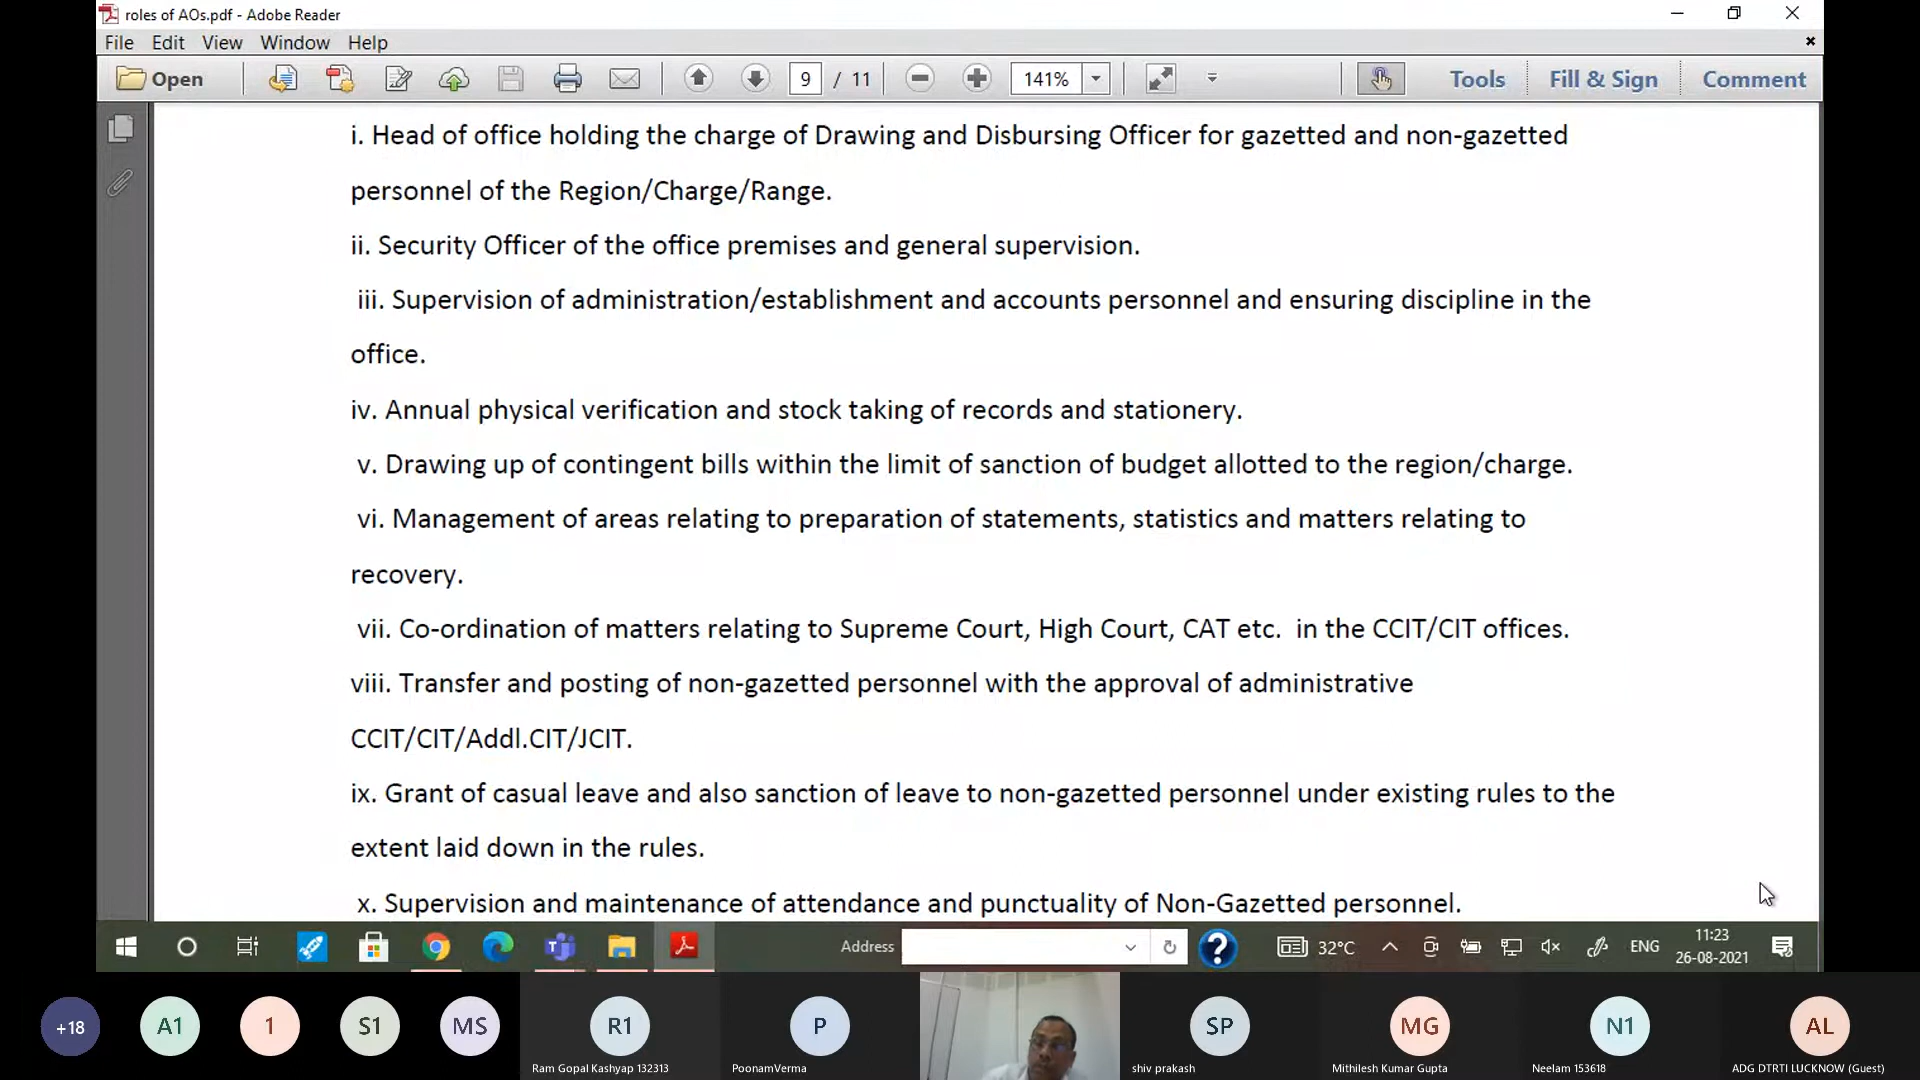 roles of AOs.pdf - Adobe Reader
File Edit View Window Help
Open 9 / 11 141% Tools Fill & Sign Comment
i. Head of office holding the charge of Drawing and Disbursing Officer for gazetted and non-gazetted
personnel of the Region/Charge/Range.
ii. Security Officer of the office premises and general supervision.
iii. Supervision of administration/establishment and accounts personnel and ensuring discipline in the
office.
iv. Annual physical verification and stock taking of records and stationery.
v. Drawing up of contingent bills within the limit of sanction of budget allotted to the region/charge.
vi. Management of areas relating to preparation of statements, statistics and matters relating to
recovery.
vii. Co-ordination of matters relating to Supreme Court, High Court, CAT etc.  in the CCIT/CIT offices.
viii. Transfer and posting of non-gazetted personnel with the approval of administrative
CCIT/CIT/Addl.CIT/JCIT.
ix. Grant of casual leave and also sanction of leave to non-gazetted personnel under existing rules to the
extent laid down in the rules.
x. Supervision and maintenance of attendance and punctuality of Non-Gazetted personnel.
Address 32°C ENG 11:23
26-08-2021
+18 A1 1 S1 MS R1 P SP MG N1 AL
Ram Gopal Kashyap 132313 PoonamVerma shiv prakash Mithilesh Kumar Gupta Neelam 153618 ADG DTRTI LUCKNOW (Guest)